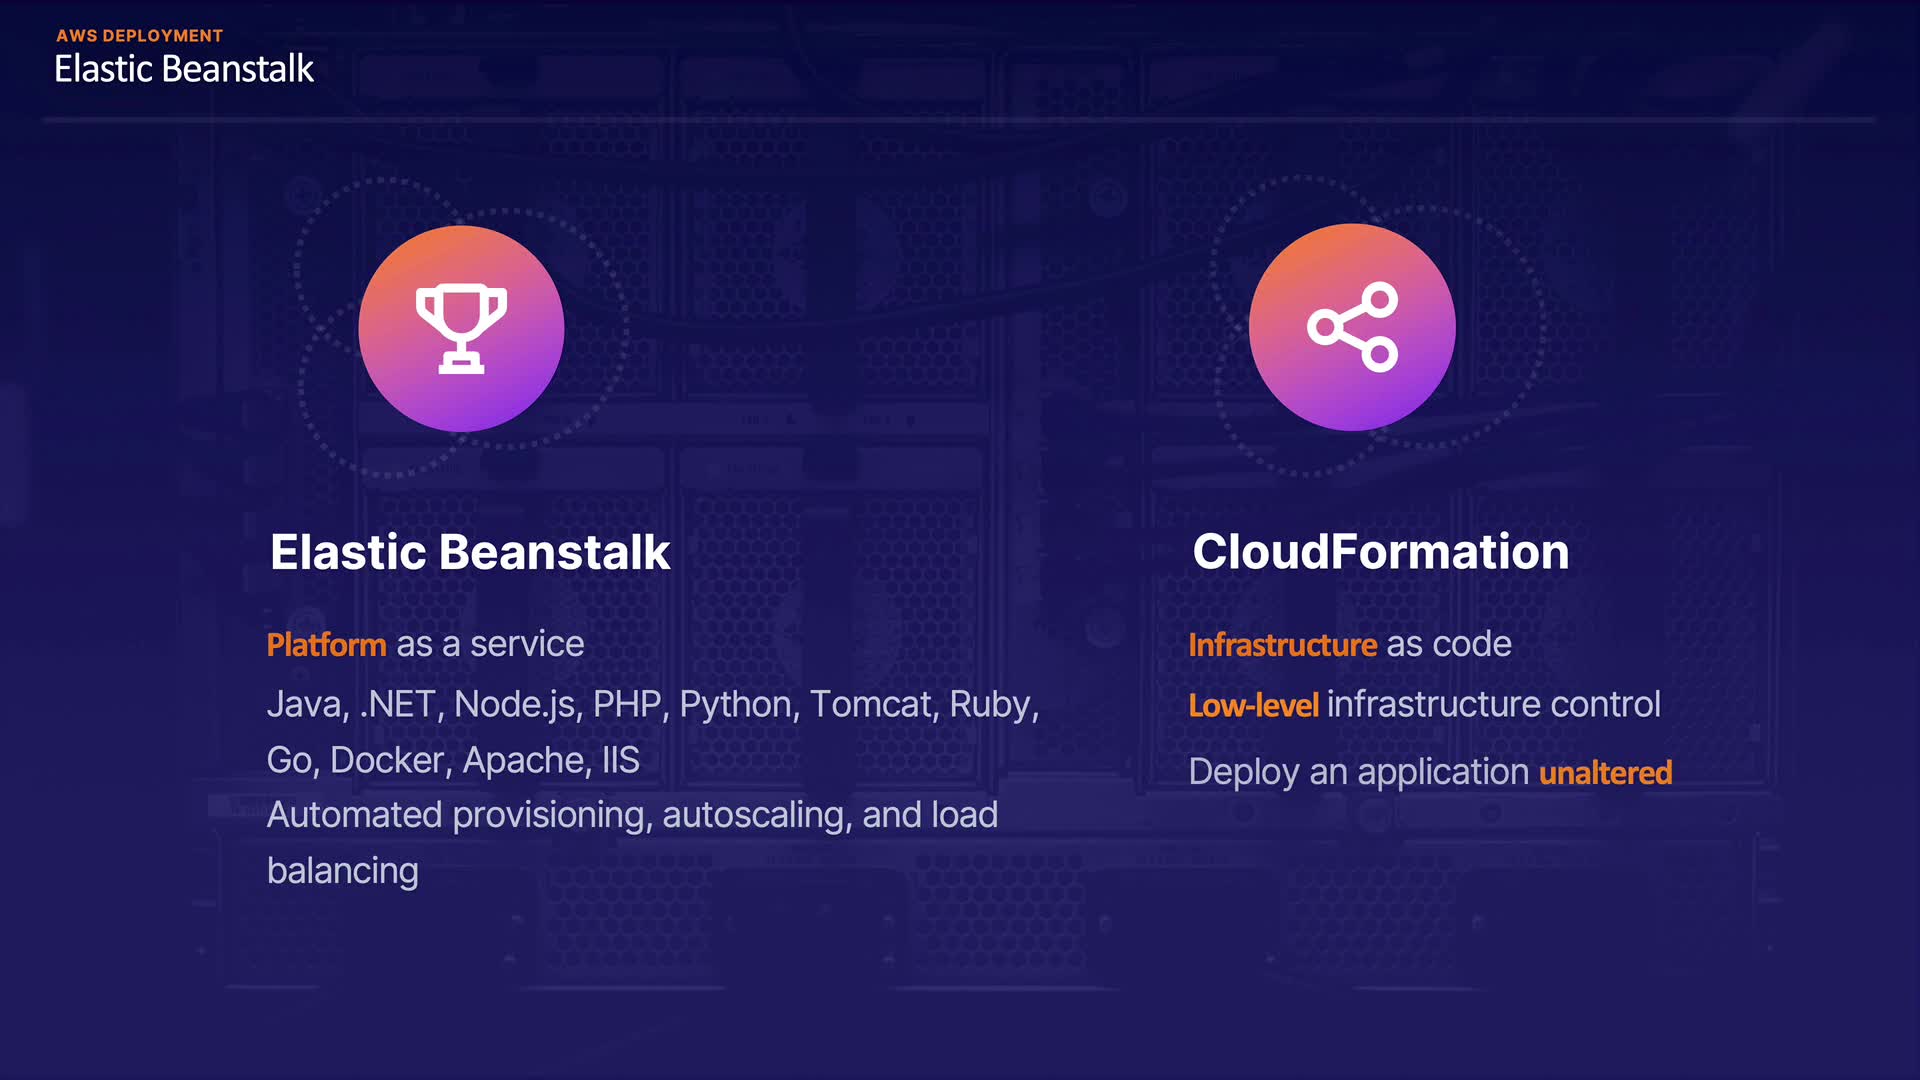 AWS DEPLOYMENT
Elastic Beanstalk
Elastic Beanstalk
Platform as a service
Java, .NET, Node.js, PHP, Python, Tomcat, Ruby,
Go, Docker, Apache, IIS
Automated provisioning, autoscaling, and load
balancing
CloudFormation
Infrastructure as code
Low-level infrastructure control
Deploy an application unaltered